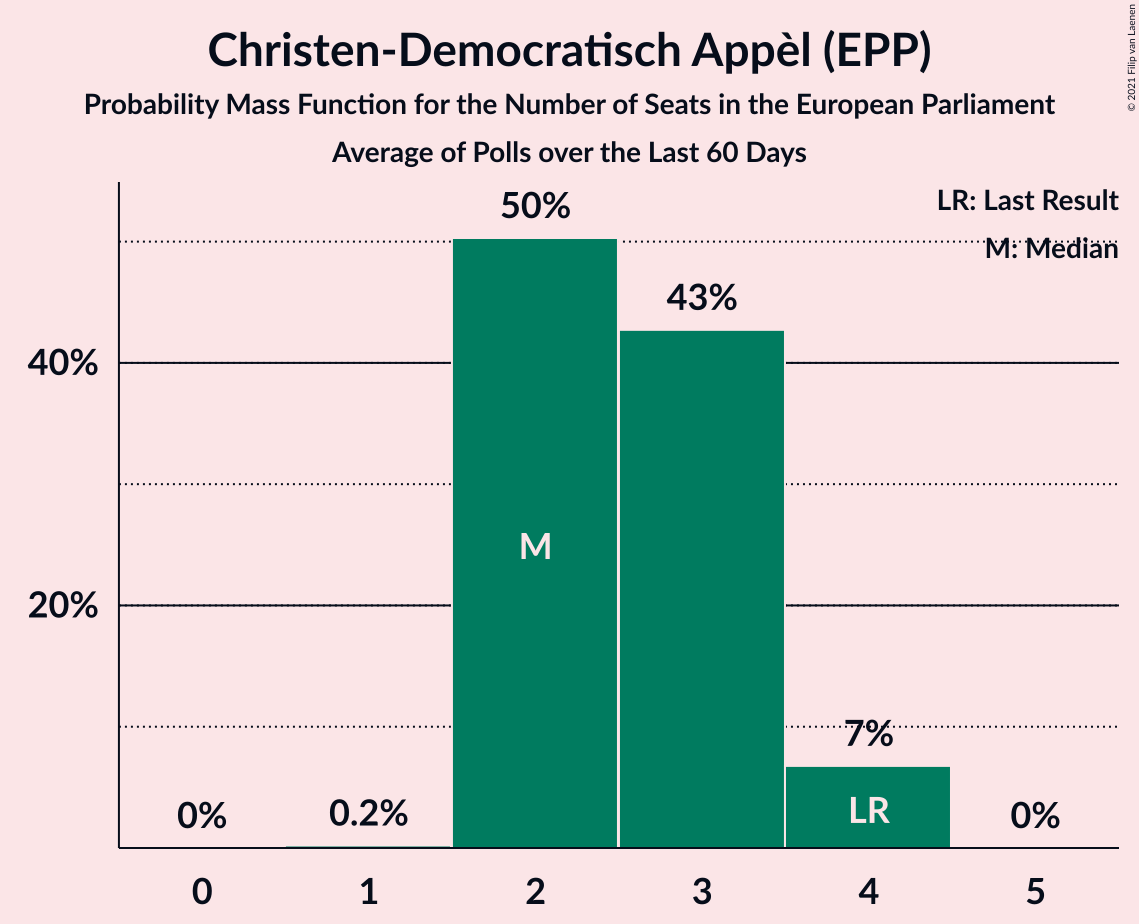 Christen-Democratisch Appèl (EPP)
Probability Mass Function for the Number of Seats in the European Parliament
Average of Polls over the Last 60 Days
© 2021 Filip van Laenen
LR: Last Result
M: Median
50%
43%
40%
M
20%
7%
0%
0.2%
LR
0%
0 1 2 3 4 5